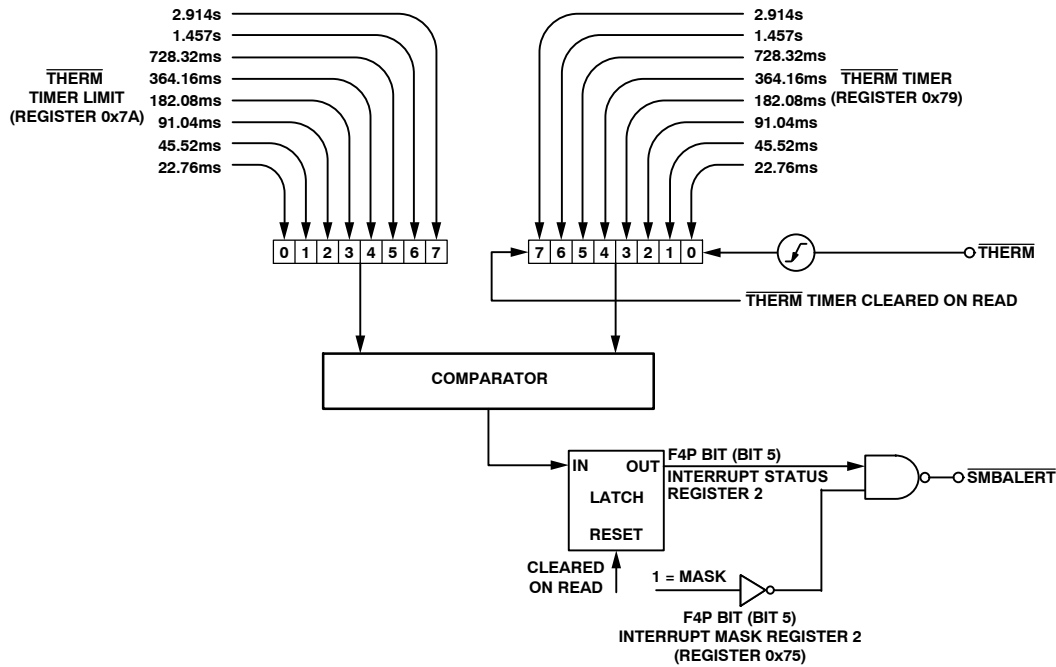 2.914s
1.457s
728.32ms
364.16ms
182.08ms
91.04ms
45.52ms
22.76ms
THERM
TIMER LIMIT
(REGISTER 0x7A)
2.914s
1.457s
728.32ms
364.16ms
182.08ms
91.04ms
45.52ms
22.76ms
THERM TIMER
(REGISTER 0x79)
0 1 2 3 4 5 6 7
7 6 5 4 3 2 1 0
THERM
THERM TIMER CLEARED ON READ
COMPARATOR
IN OUT
LATCH
RESET
F4P BIT (BIT 5)
INTERRUPT STATUS
REGISTER 2
SMBALERT
CLEARED
ON READ
1 = MASK
F4P BIT (BIT 5)
INTERRUPT MASK REGISTER 2
(REGISTER 0x75)